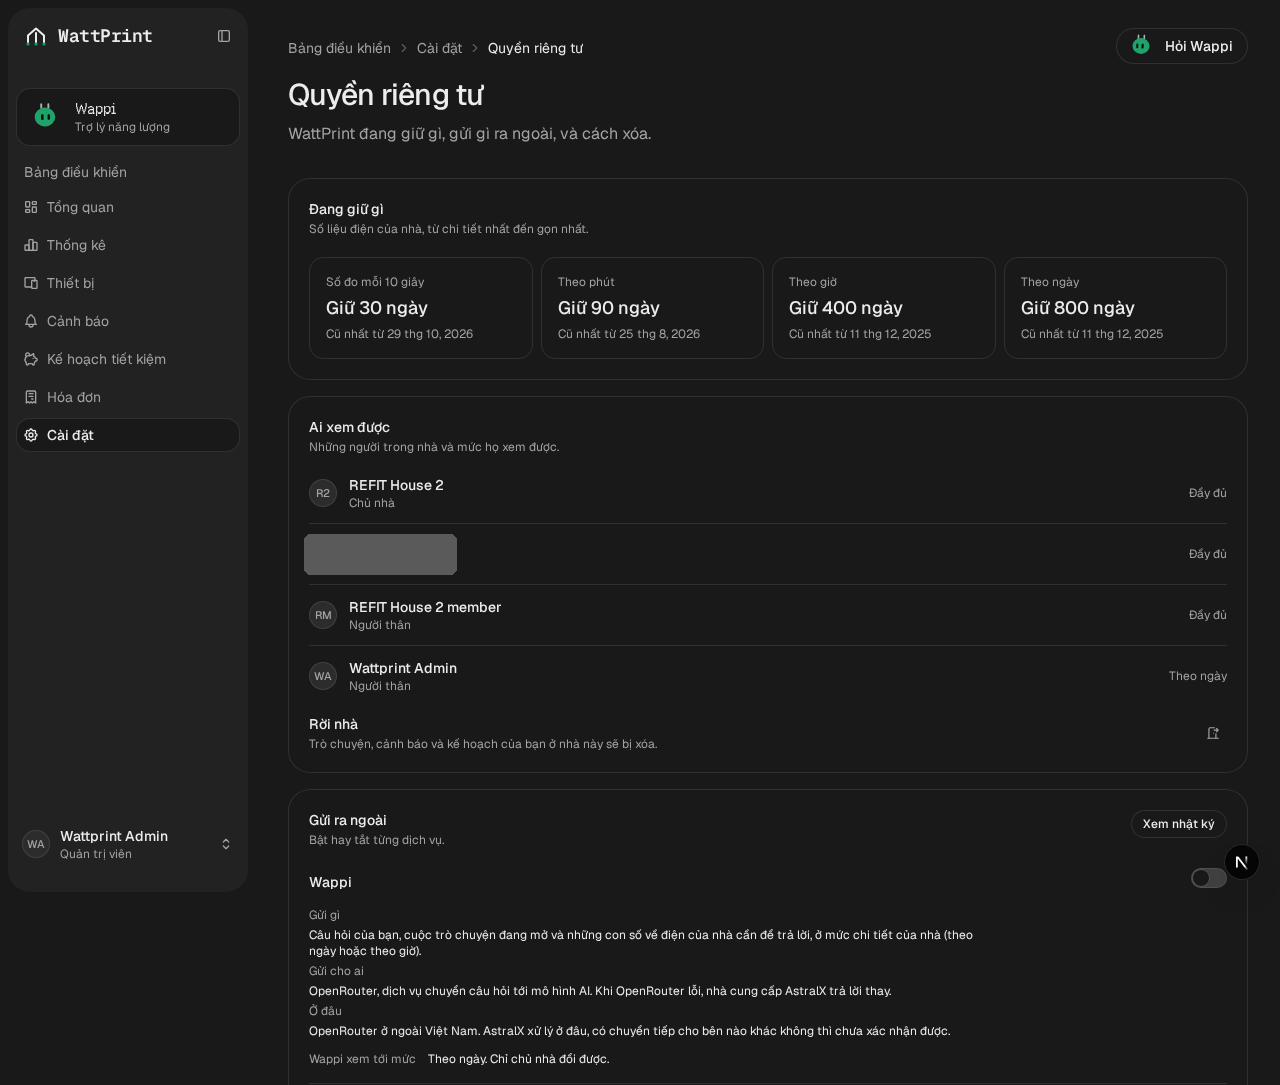 WattPrint
Wappi
Trợ lý năng lượng
Bảng điều khiển
Tổng quan
Thống kê
Thiết bị
Cảnh báo
Kế hoạch tiết kiệm
Hóa đơn
Cài đặt
WA
Wattprint Admin
Quản trị viên
Bảng điều khiển > Cài đặt > Quyền riêng tư
Hỏi Wappi
Quyền riêng tư
WattPrint đang giữ gì, gửi gì ra ngoài, và cách xóa.
Đang giữ gì
Số liệu điện của nhà, từ chi tiết nhất đến gọn nhất.
Số đo mỗi 10 giây
Giữ 30 ngày
Cũ nhất từ 29 thg 10, 2026
Theo phút
Giữ 90 ngày
Cũ nhất từ 25 thg 8, 2026
Theo giờ
Giữ 400 ngày
Cũ nhất từ 11 thg 12, 2025
Theo ngày
Giữ 800 ngày
Cũ nhất từ 11 thg 12, 2025
Ai xem được
Những người trong nhà và mức họ xem được.
R2
REFIT House 2
Chủ nhà
Đầy đủ
Đầy đủ
RM
REFIT House 2 member
Người thân
Đầy đủ
WA
Wattprint Admin
Người thân
Theo ngày
Rời nhà
Trò chuyện, cảnh báo và kế hoạch của bạn ở nhà này sẽ bị xóa.
Gửi ra ngoài
Bật hay tắt từng dịch vụ.
Xem nhật ký
N
Wappi
Gửi gì
Câu hỏi của bạn, cuộc trò chuyện đang mở và những con số về điện của nhà cần để trả lời, ở mức chi tiết của nhà (theo
ngày hoặc theo giờ).
Gửi cho ai
OpenRouter, dịch vụ chuyển câu hỏi tới mô hình AI. Khi OpenRouter lỗi, nhà cung cấp AstralX trả lời thay.
Ở đâu
OpenRouter ở ngoài Việt Nam. AstralX xử lý ở đâu, có chuyển tiếp cho bên nào khác không thì chưa xác nhận được.
Wappi xem tới mức Theo ngày. Chỉ chủ nhà đổi được.